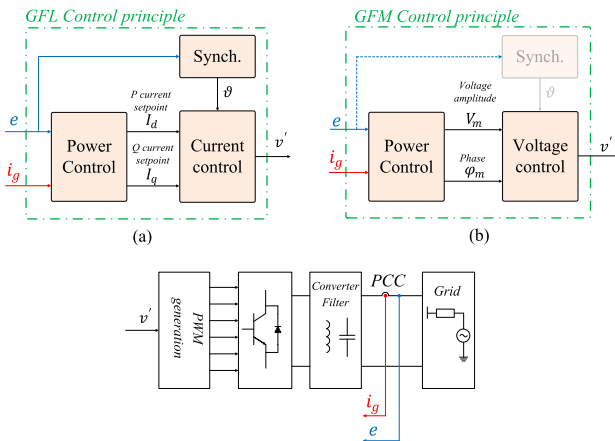 GFL Control principle
Synch.
P current
setpoint
I_d
ϑ
e
i_g
Power
Control
Q current
setpoint
I_q
Current
control
v'
(a)
GFM Control principle
Synch.
Voltage
amplitude
V_m
ϑ
e
i_g
Power
Control
Phase
φ_m
Voltage
control
v'
(b)
v'
PWM
generation
Converter
Filter
PCC
Grid
i_g
e